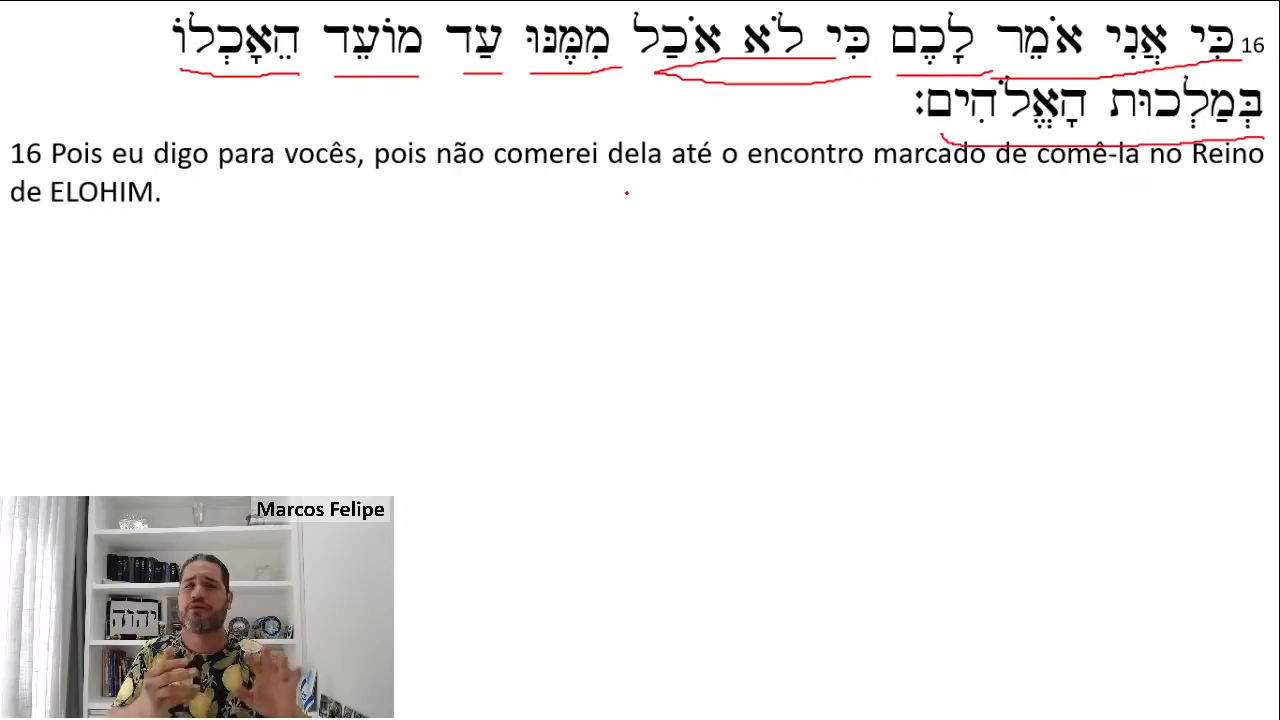 16 כִּי אֲנִי אֹמֵר לָכֶם כִּי לֹא אֹכַל מִמֶּנּוּ עַד מוֹעֵד הֵאָכְלוֹ
בְּמַלְכוּת הָאֱלֹהִים:
16 Pois eu digo para vocês, pois não comerei dela até o encontro marcado de comê-la no Reino
de ELOHIM.
Marcos Felipe
יהוה